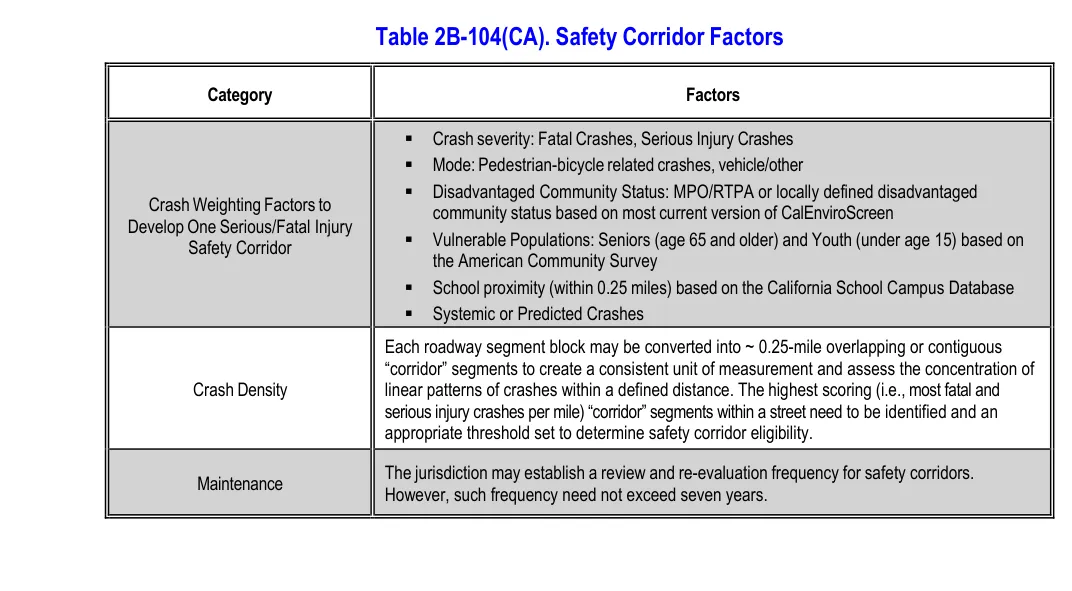 Table 2B-104(CA). Safety Corridor Factors
Category
Factors
Crash Weighting Factors to
Develop One Serious/Fatal Injury
Safety Corridor
▪ Crash severity: Fatal Crashes, Serious Injury Crashes
▪ Mode: Pedestrian-bicycle related crashes, vehicle/other
▪ Disadvantaged Community Status: MPO/RTPA or locally defined disadvantaged
community status based on most current version of CalEnviroScreen
▪ Vulnerable Populations: Seniors (age 65 and older) and Youth (under age 15) based on
the American Community Survey
▪ School proximity (within 0.25 miles) based on the California School Campus Database
▪ Systemic or Predicted Crashes
Crash Density
Each roadway segment block may be converted into ~ 0.25-mile overlapping or contiguous
“corridor” segments to create a consistent unit of measurement and assess the concentration of
linear patterns of crashes within a defined distance. The highest scoring (i.e., most fatal and
serious injury crashes per mile) “corridor” segments within a street need to be identified and an
appropriate threshold set to determine safety corridor eligibility.
Maintenance
The jurisdiction may establish a review and re-evaluation frequency for safety corridors.
However, such frequency need not exceed seven years.